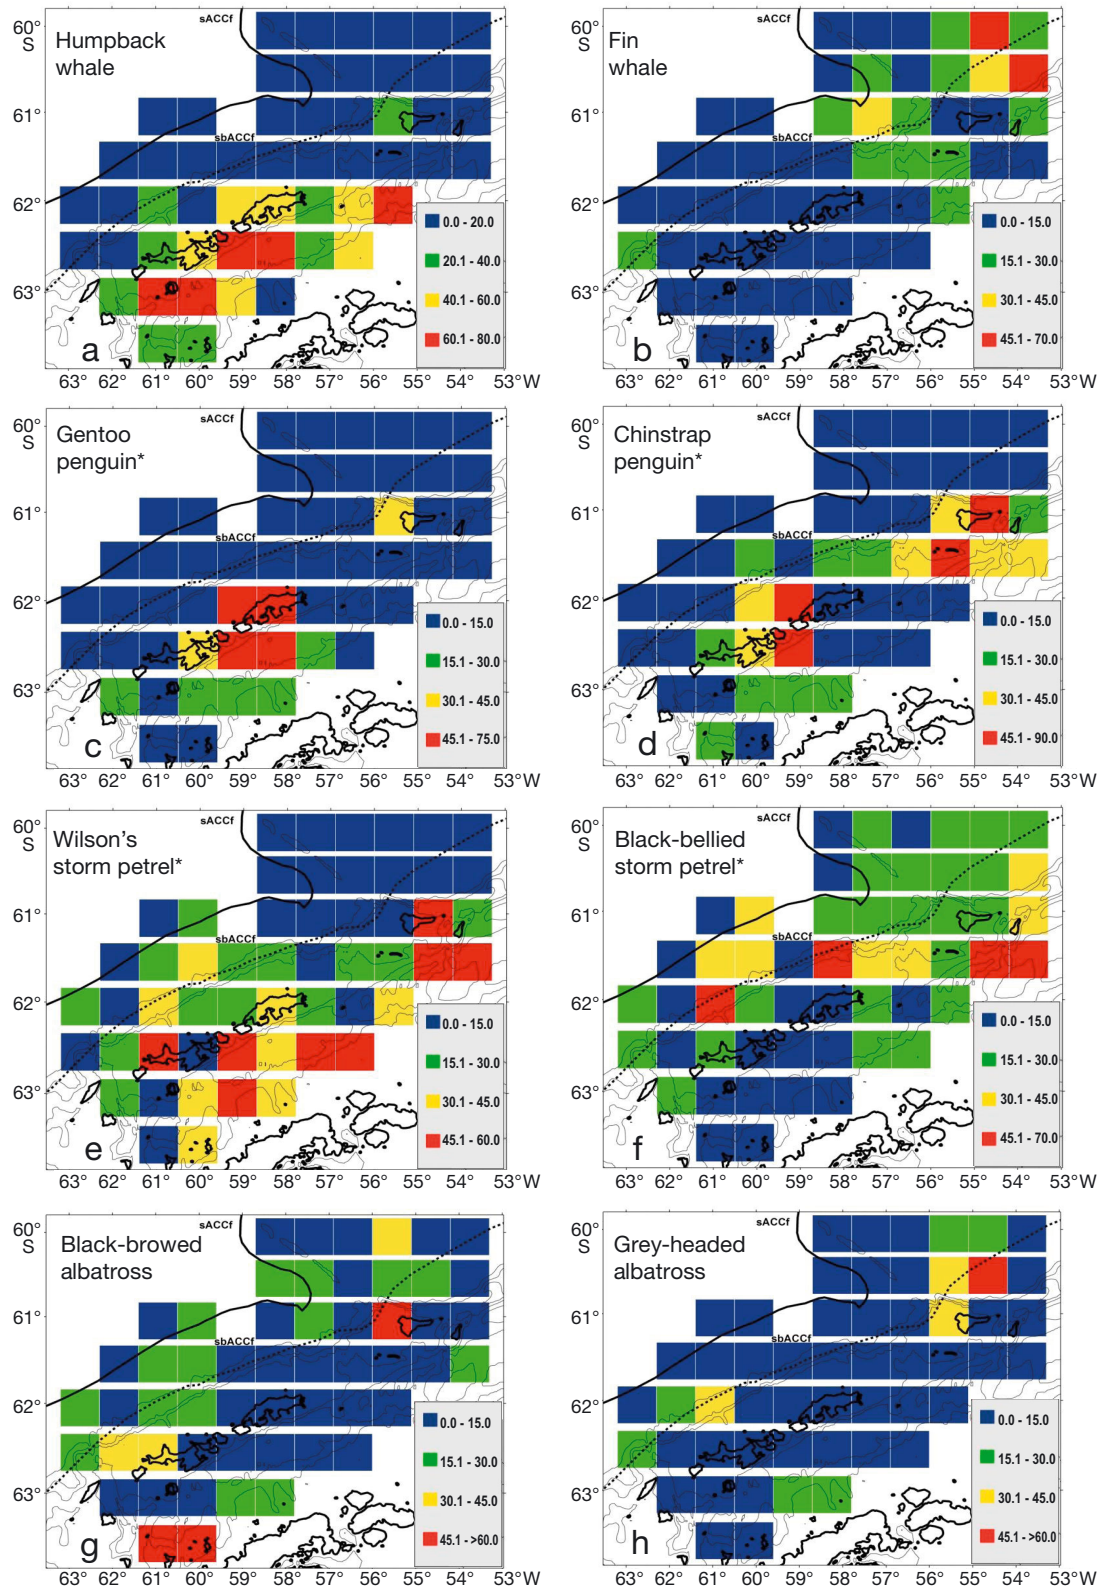 60°
S
61°
62°
63°
Humpback
whale
sACCf
sbACCf
0.0 - 20.0
20.1 - 40.0
40.1 - 60.0
60.1 - 80.0
a
63° 62 61 60 59 58 57 56 55 54 53°W
60°
S
61°
62°
63°
Fin
whale
sACCf
sbACCf
0.0 - 15.0
15.1 - 30.0
30.1 - 45.0
45.1 - 70.0
b
63° 62 61 60 59 58 57 56 55 54 53°W
60°
S
61°
62°
63°
Gentoo
penguin*
sACCf
sbACCf
0.0 - 15.0
15.1 - 30.0
30.1 - 45.0
45.1 - 75.0
c
63° 62 61 60 59 58 57 56 55 54 53°W
60°
S
61°
62°
63°
Chinstrap
penguin*
sACCf
sbACCf
0.0 - 15.0
15.1 - 30.0
30.1 - 45.0
45.1 - 90.0
d
63° 62 61 60 59 58 57 56 55 54 53°W
60°
S
61°
62°
63°
Wilson's
storm petrel*
sACCf
sbACCf
0.0 - 15.0
15.1 - 30.0
30.1 - 45.0
45.1 - 60.0
e
63° 62 61 60 59 58 57 56 55 54 53°W
60°
S
61°
62°
63°
Black-bellied
storm petrel*
sACCf
sbACCf
0.0 - 15.0
15.1 - 30.0
30.1 - 45.0
45.1 - 70.0
f
63° 62 61 60 59 58 57 56 55 54 53°W
60°
S
61°
62°
63°
Black-browed
albatross
sACCf
sbACCf
0.0 - 15.0
15.1 - 30.0
30.1 - 45.0
45.1 - >60.0
g
63° 62 61 60 59 58 57 56 55 54 53°W
60°
S
61°
62°
63°
Grey-headed
albatross
sACCf
sbACCf
0.0 - 15.0
15.1 - 30.0
30.1 - 45.0
45.1 - >60.0
h
63° 62 61 60 59 58 57 56 55 54 53°W